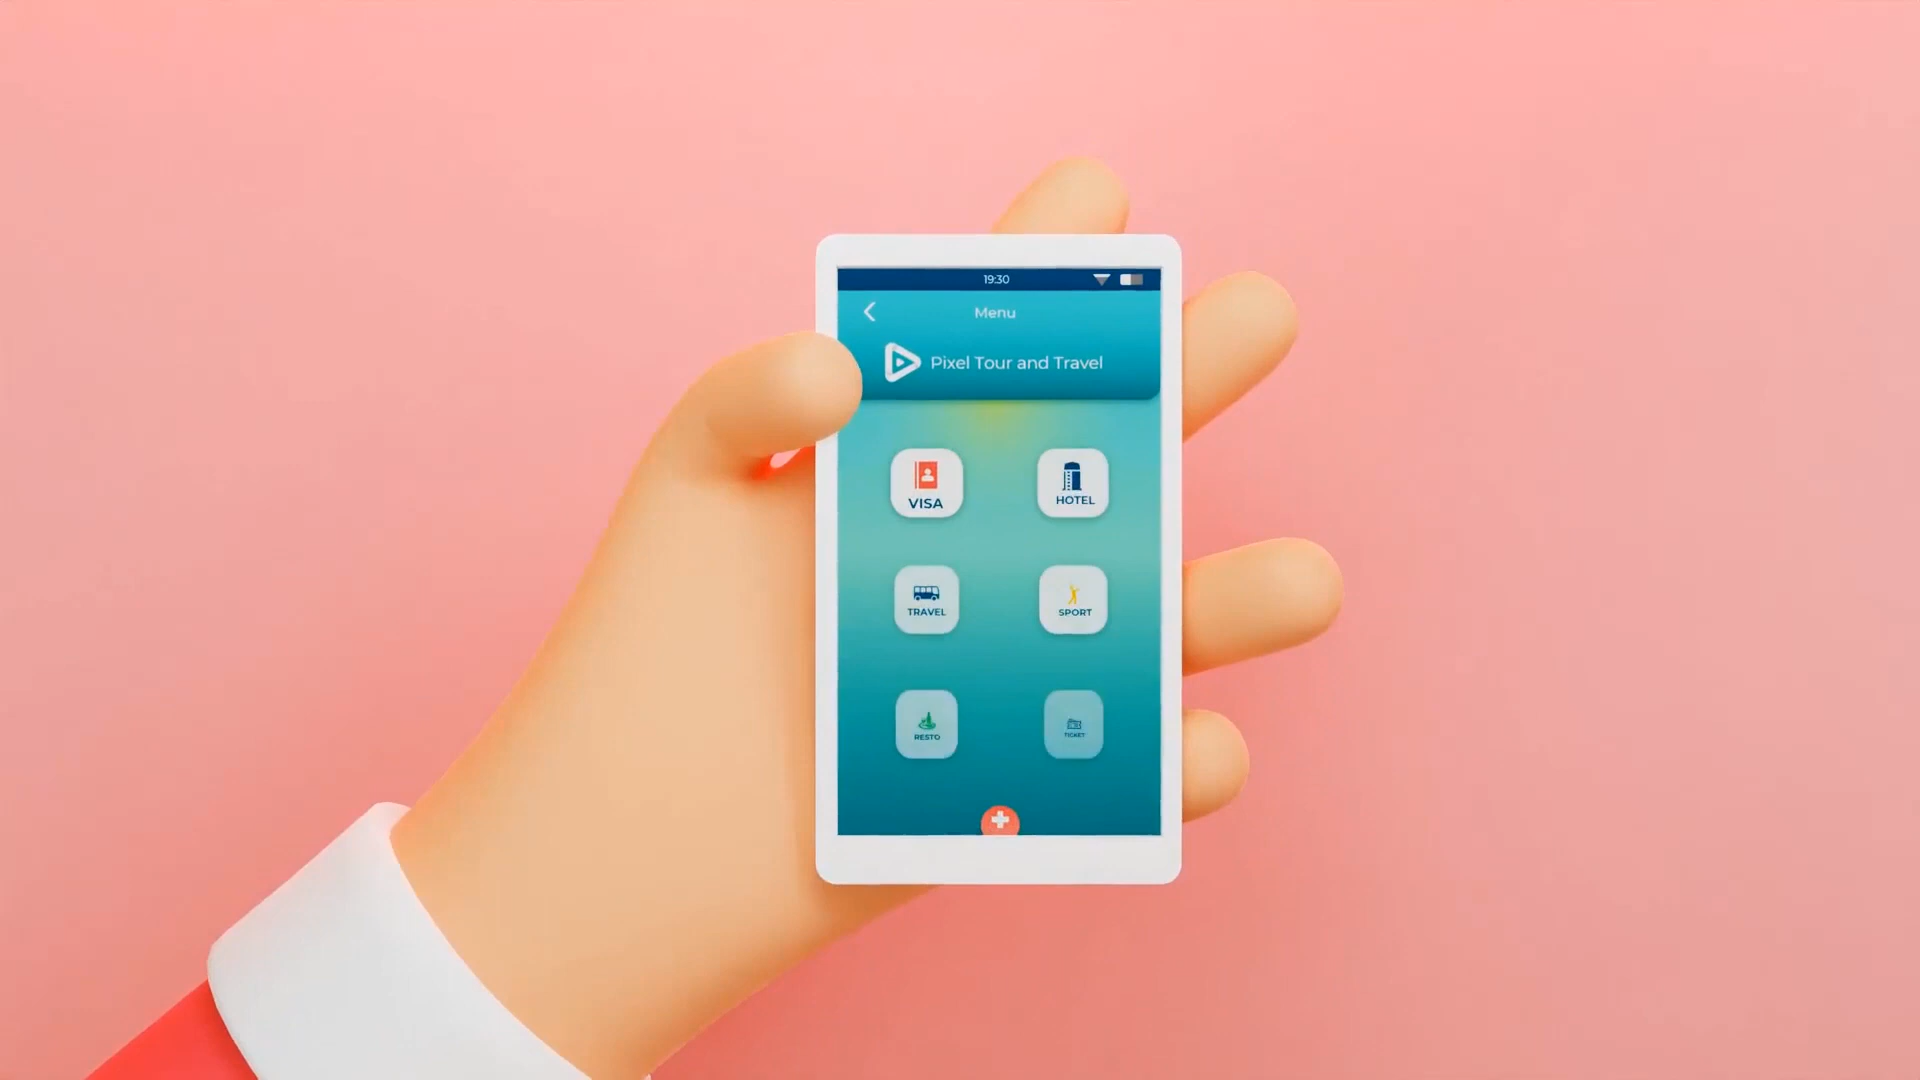 19:30
Menu
Pixel Tour and Travel
VISA
HOTEL
TRAVEL
SPORT
RESTO
TICKET